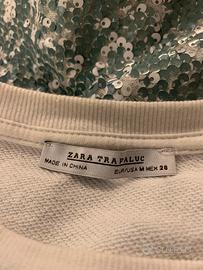 ZARA TRAFALUC
MADE IN CHINA
EUR/USA M MEX 28